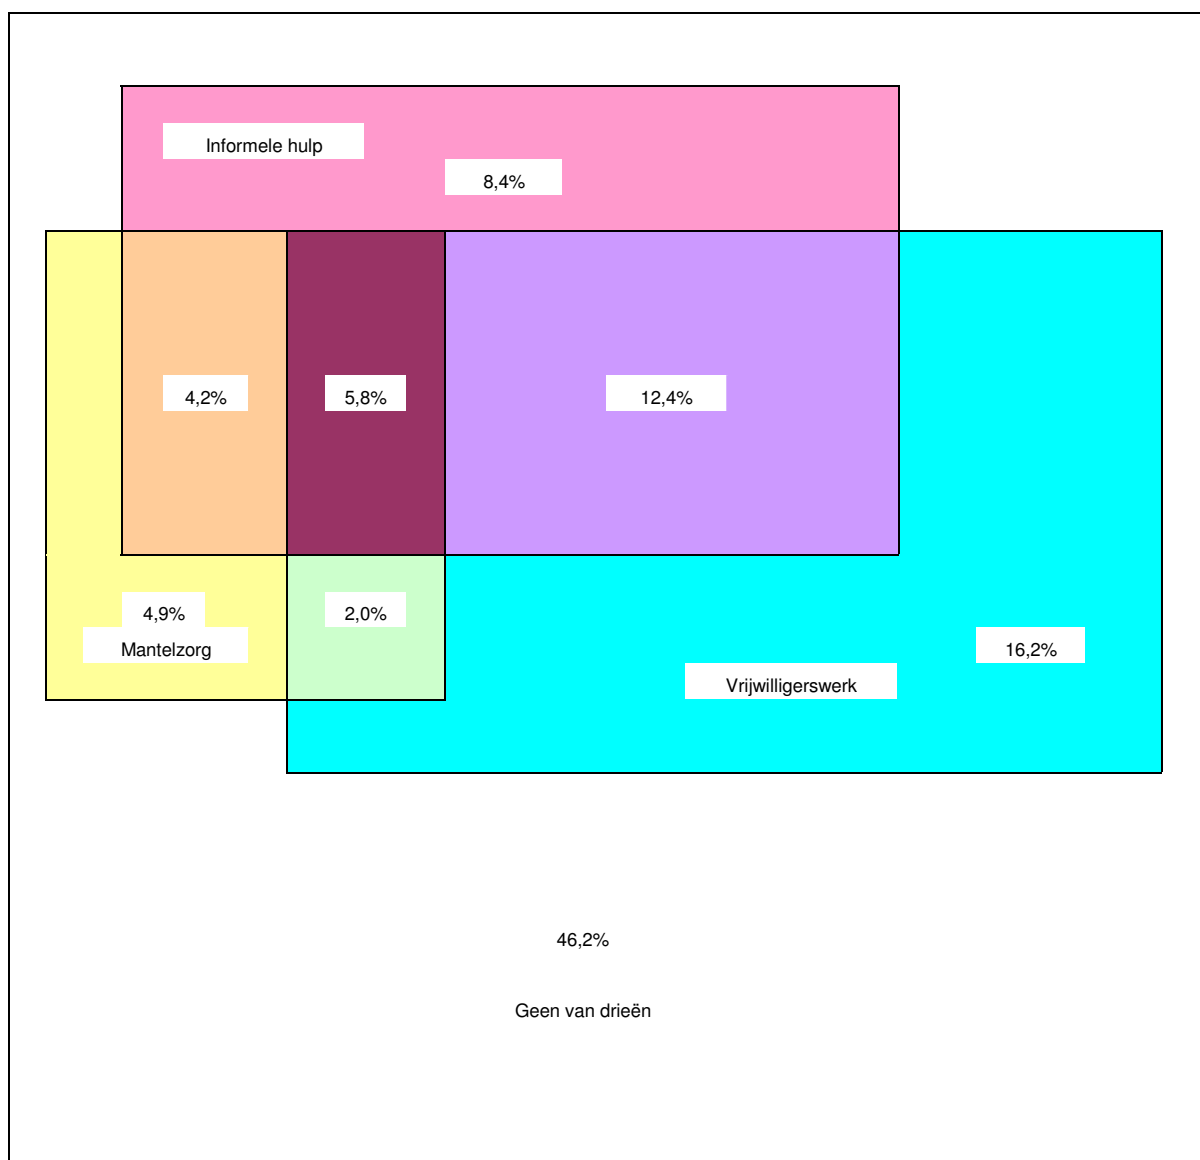 Informele hulp
8,4%
4,2%
5,8%
12,4%
4,9%
2,0%
Mantelzorg
16,2%
Vrijwilligerswerk
46,2%
Geen van drieën